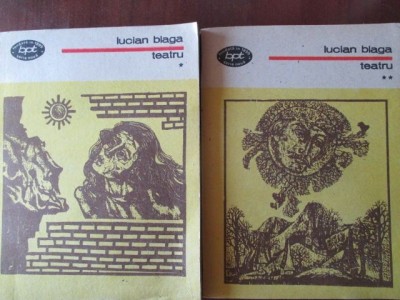 bpt
lucian blaga
teatru
*
bpt
lucian blaga
teatru
**